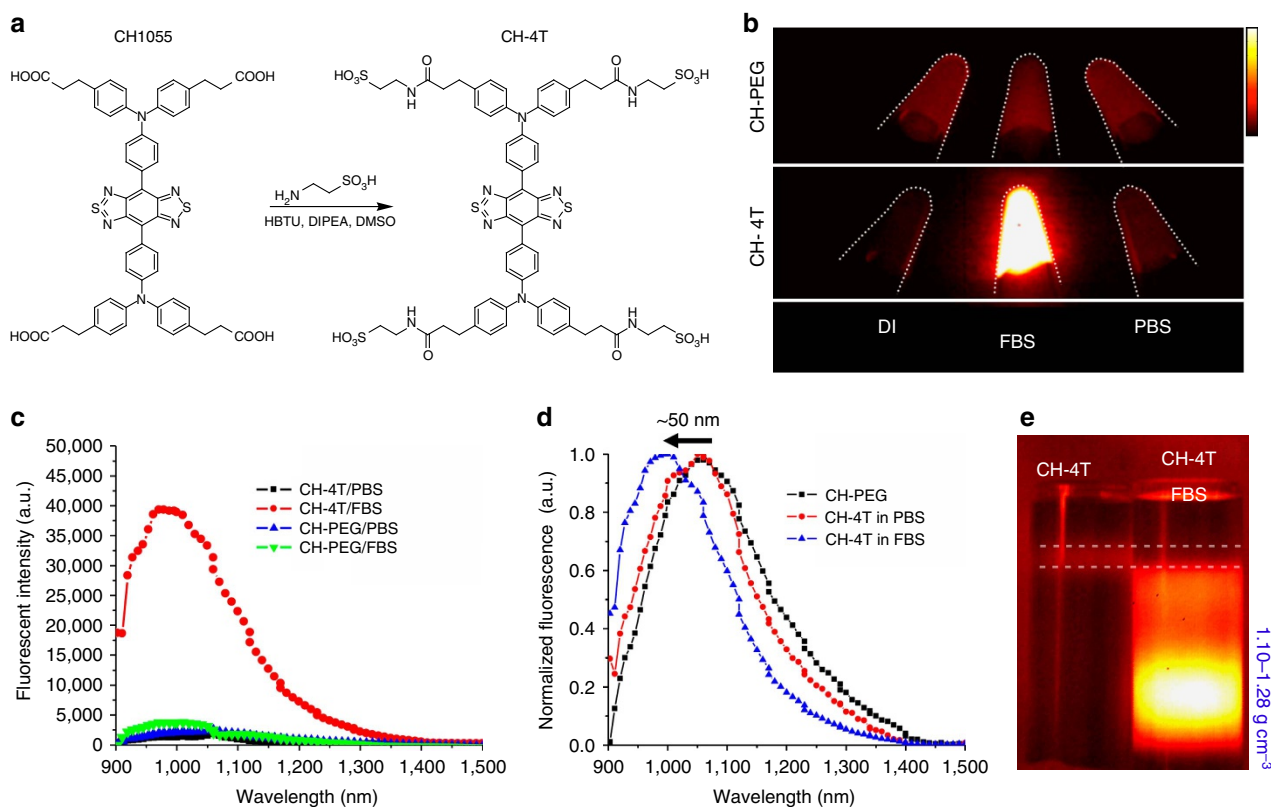 a
CH1055
CH-4T
HOOC
COOH
N
N
N
S
S
N
N
N
HOOC
COOH
H2N
SO3H
HBTU, DIPEA, DMSO
HO3S
O
O
SO3H
N
H
N
H
N
N
N
S
S
N
N
N
HO3S
H
N
O
H
N
O
SO3H
b
CH-PEG
CH- 4T
DI
FBS
PBS
c
Fluorescent intensity (a.u.)
50,000
45,000
40,000
35,000
30,000
25,000
20,000
15,000
10,000
5,000
0
CH-4T/PBS
CH-4T/FBS
CH-PEG/PBS
CH-PEG/FBS
900 1,000 1,100 1,200 1,300 1,400 1,500
Wavelength (nm)
d
~50 nm
Normalized fluorescence (a.u.)
1.0
0.8
0.6
0.4
0.2
0.0
CH-PEG
CH-4T in PBS
CH-4T in FBS
900 1,000 1,100 1,200 1,300 1,400 1,500
Wavelength (nm)
e
CH-4T
CH-4T
FBS
1.10–1.28 g cm⁻³